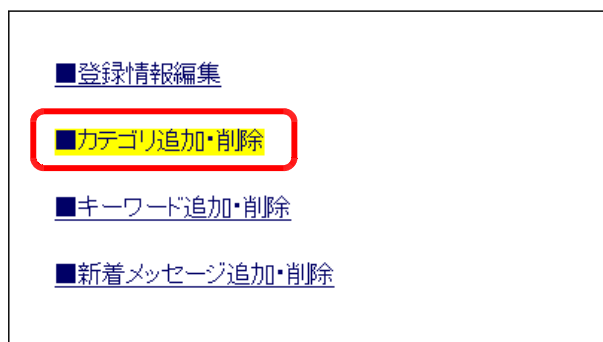 ■登録情報編集
■カテゴリ追加・削除
■キーワード追加・削除
■新着メッセージ追加・削除